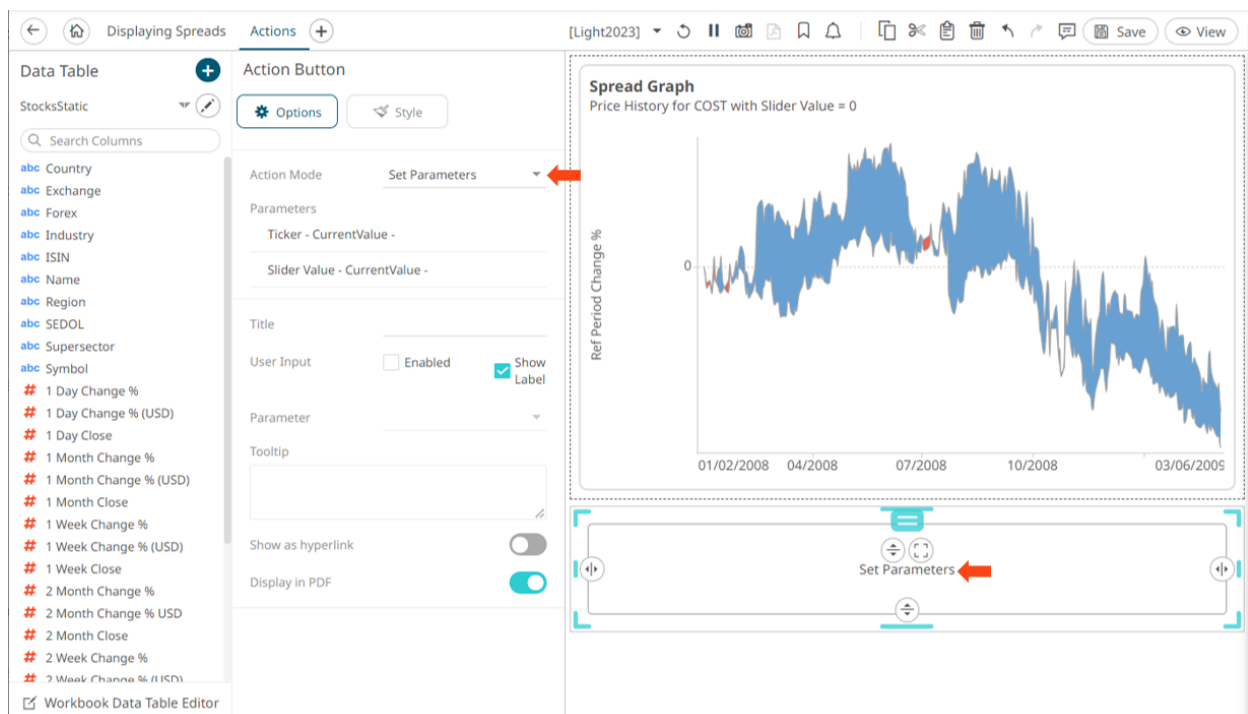 Displaying Spreads
Actions
[Light2023]
Save
View
Data Table
StocksStatic
Search Columns
abc Country
abc Exchange
abc Forex
abc Industry
abc ISIN
abc Name
abc Region
abc SEDOL
abc Supersector
abc Symbol
# 1 Day Change %
# 1 Day Change % (USD)
# 1 Day Close
# 1 Month Change %
# 1 Month Change % (USD)
# 1 Month Close
# 1 Week Change %
# 1 Week Change % (USD)
# 1 Week Close
# 2 Month Change %
# 2 Month Change % USD
# 2 Month Close
# 2 Week Change %
# 2 Week Change % (USD)
Workbook Data Table Editor
Action Button
Options
Style
Action Mode Set Parameters
Parameters
Ticker - CurrentValue -
Slider Value - CurrentValue -
Title
User Input Enabled Show
Label
Parameter
Tooltip
Show as hyperlink
Display in PDF
Spread Graph
Price History for COST with Slider Value = 0
Ref Period Change %
0
01/02/2008 04/2008 07/2008 10/2008 03/06/2009
Set Parameters